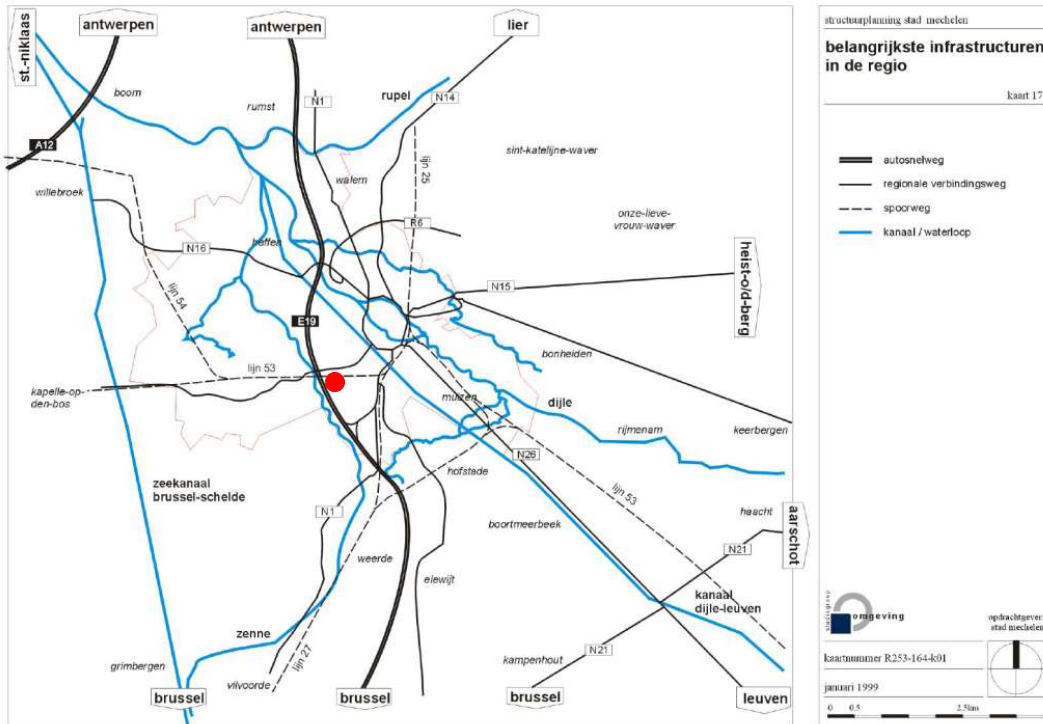 st.-niklaas
antwerpen
antwerpen
lier
boom
rumst
N1
rupel
N14
A12
willebroek
walem
lijn 25
sint-katelijne-waver
onze-lieve-
vrouw-waver
R6
heffen
N16
lijn 54
N15
heist-o/d-berg
E19
bonheiden
lijn 53
kapelle-op-
den-bos
muizen
dijle
rijmenam
keerbergen
N26
hofstade
zeekanaal
brussel-schelde
lijn 53
N1
boortmeerbeek
haacht
aarschot
N21
weerde
elewijt
kanaal
dijle-leuven
zenne
lijn 27
grimbergen
vilvoorde
kampenhout
N21
brussel
brussel
brussel
leuven
structuurplanning stad mechelen
belangrijkste infrastructuren
in de regio
kaart 17
autosnelweg
regionale verbindingsweg
spoorweg
kanaal / waterloop
studiegroep
omgeving
opdrachtgever:
stad mechelen
kaartnummer R253-164-k01
januari 1999
0 0.5 2.5km